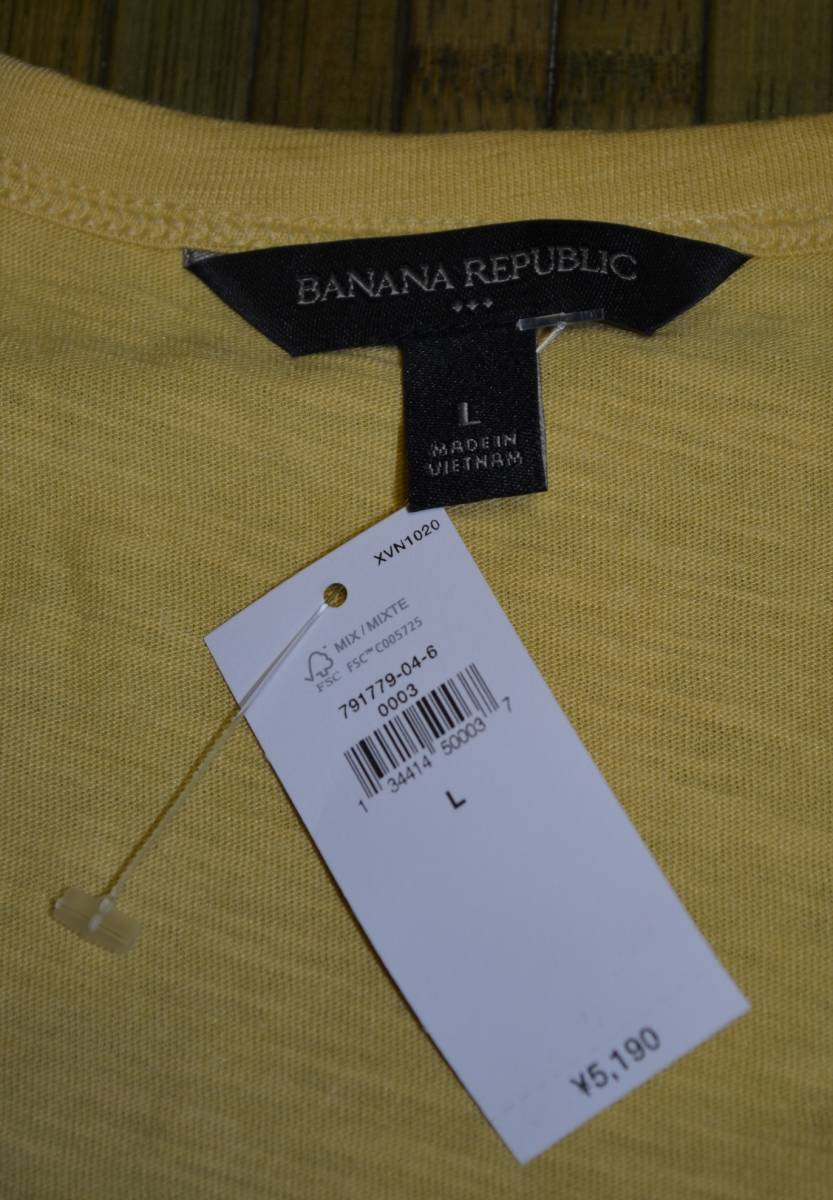 BANANA REPUBLIC
L
MADE IN
VIETNAM
XVN1020
MIX / MIXTE
FSC FSC™ C005725
791779-04-6
0003
1 34414 50003 7
L
¥5,190